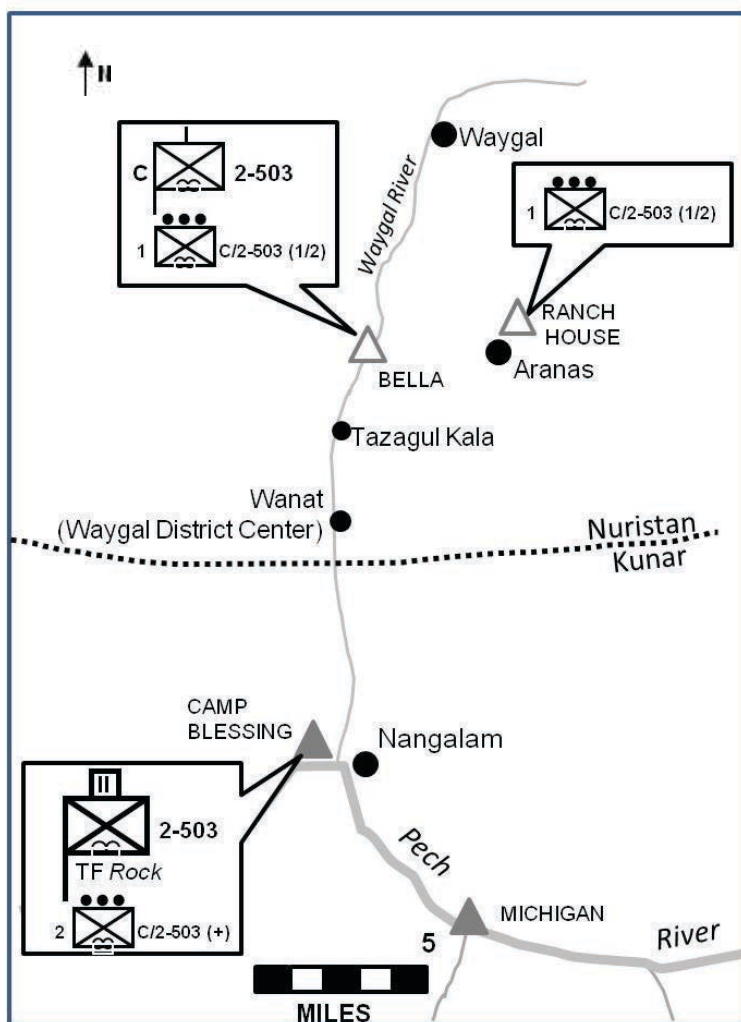 N
Waygal
C
2-503
1
C/2-503 (1/2)
Waygal River
1
C/2-503 (1/2)
RANCH
HOUSE
Aranas
BELLA
Tazagul Kala
Wanat
(Waygal District Center)
Nuristan
Kunar
CAMP
BLESSING
Nangalam
II
2-503
TF Rock
2
C/2-503 (+)
Pech
River
MICHIGAN
5
MILES